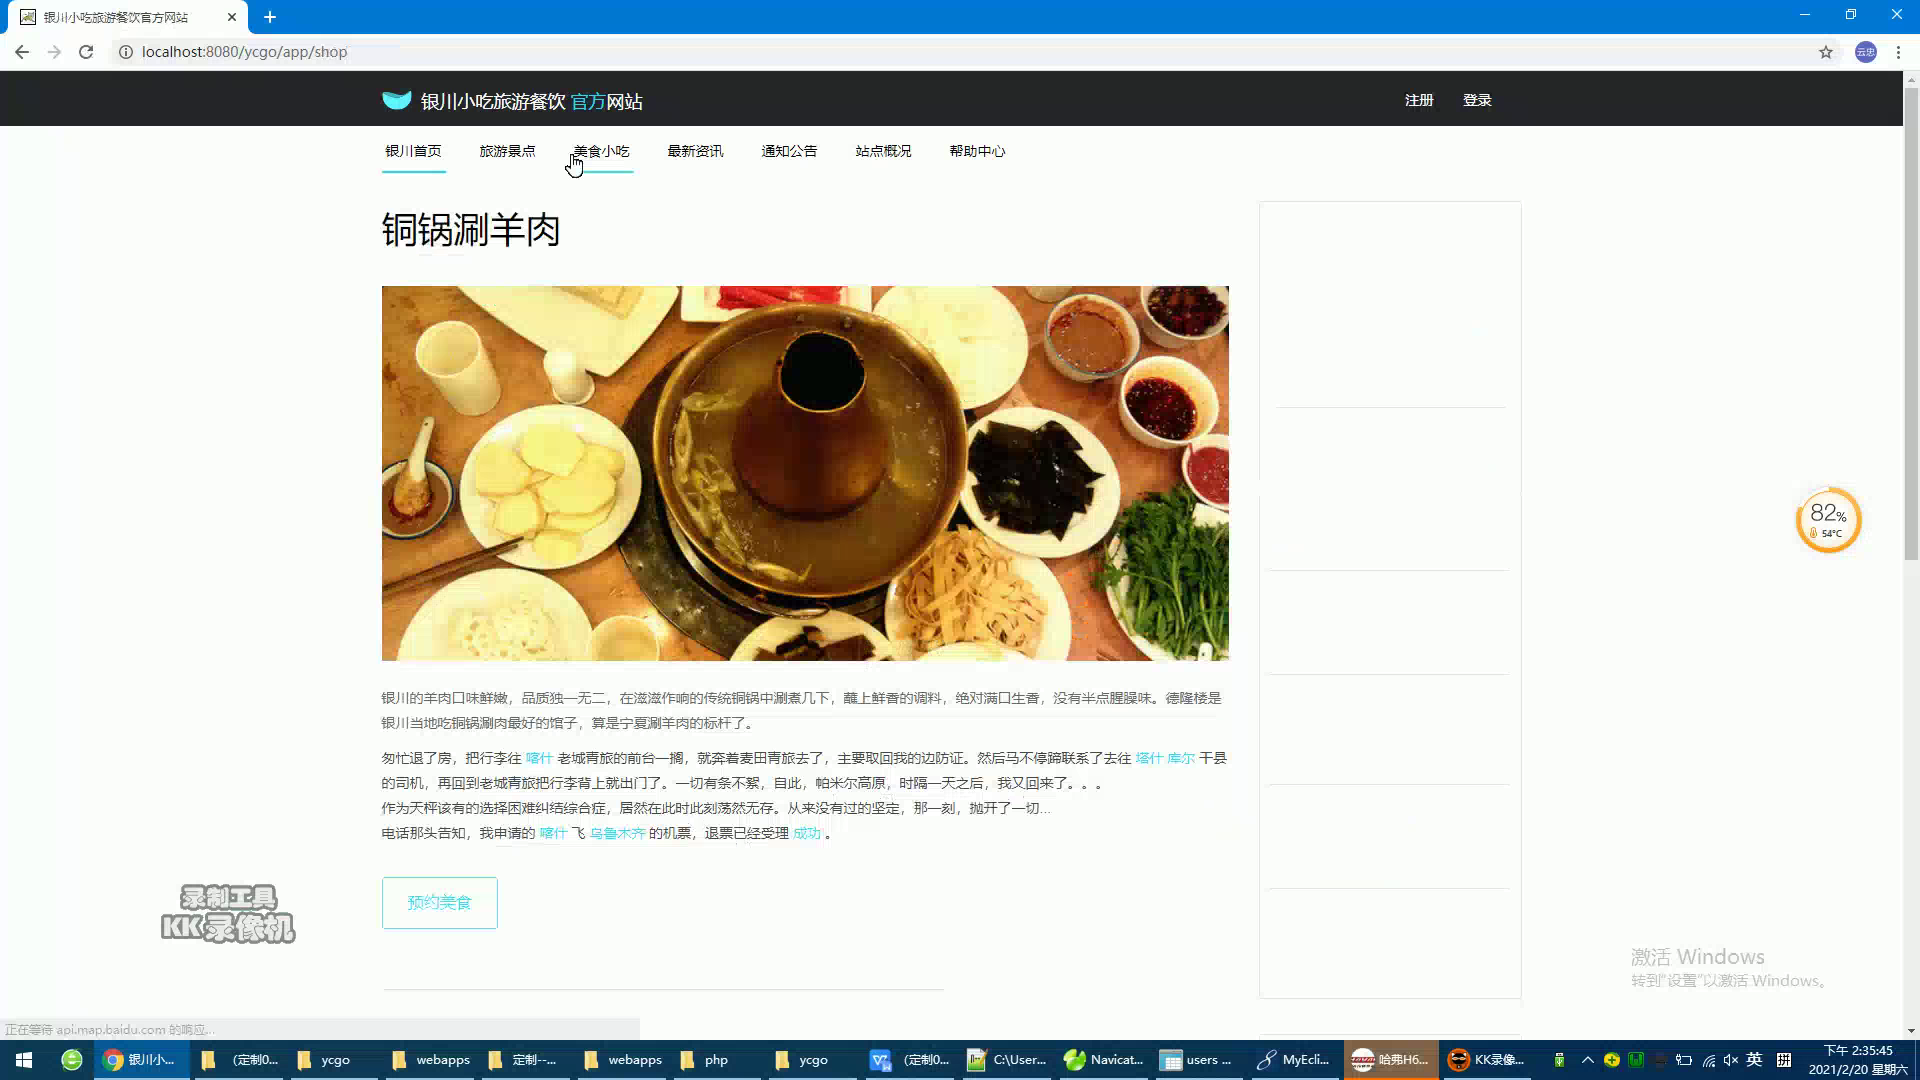 银川小吃旅游餐饮官方网站
localhost:8080/ycgo/app/shop
云忠
银川小吃旅游餐饮 官方网站
注册
登录
银川首页
旅游景点
美食小吃
最新资讯
通知公告
站点概况
帮助中心
铜锅涮羊肉
银川的羊肉口味鲜嫩，品质独一无二，在滋滋作响的传统铜锅中涮煮几下，蘸上鲜香的调料，绝对满口生香，没有半点腥臊味。德隆楼是
银川当地吃铜锅涮肉最好的馆子，算是宁夏涮羊肉的标杆了。
匆忙退了房，把行李往 喀什 老城青旅的前台一搁，就奔着麦田青旅去了，主要取回我的边防证。然后马不停蹄联系了去往 塔什 库尔 干县
的司机，再回到老城青旅把行李背上就出门了。一切有条不絮，自此，帕米尔高原，时隔一天之后，我又回来了。。。
作为天枰该有的选择困难纠结综合症，居然在此时此刻荡然无存。从来没有过的坚定，那一刻，抛开了一切...
电话那头告知，我申请的 喀什 飞 乌鲁木齐 的机票，退票已经受理 成功 。
预约美食
82%
54°C
录制工具
KK录像机
激活 Windows
转到"设置"以激活 Windows。
正在等待 api.map.baidu.com 的响应...
银川小...
(定制0...
ycgo
webapps
定制--...
webapps
php
ycgo
(定制0...
C:\User...
Navicat...
users ...
MyEcli...
哈弗H6...
KK录像...
英
拼
下午 2:35:45
2021/2/20 星期六